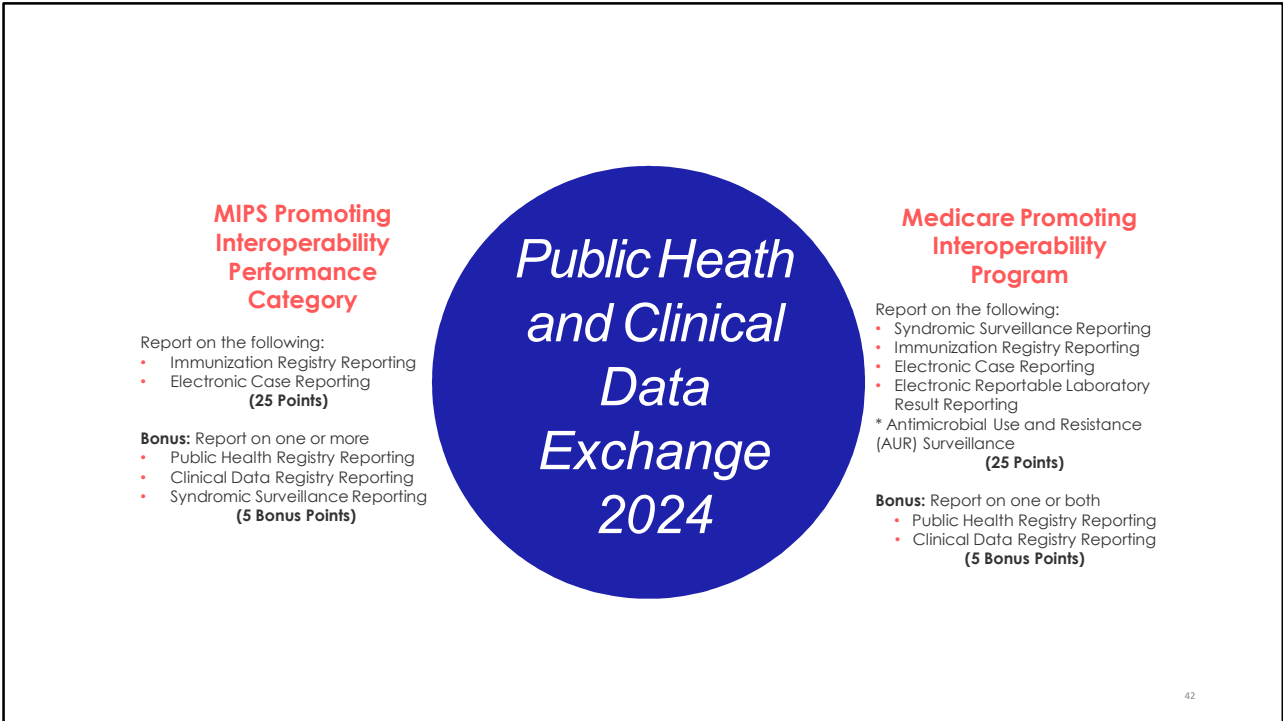 MIPS Promoting
Interoperability
Performance
Category
Report on the following:
• Immunization Registry Reporting
• Electronic Case Reporting
(25 Points)
Bonus: Report on one or more
• Public Health Registry Reporting
• Clinical Data Registry Reporting
• Syndromic Surveillance Reporting
(5 Bonus Points)
Public Heath
and Clinical
Data
Exchange
2024
Medicare Promoting
Interoperability
Program
Report on the following:
• Syndromic Surveillance Reporting
• Immunization Registry Reporting
• Electronic Case Reporting
• Electronic Reportable Laboratory
Result Reporting
* Antimicrobial Use and Resistance
(AUR) Surveillance
(25 Points)
Bonus: Report on one or both
• Public Health Registry Reporting
• Clinical Data Registry Reporting
(5 Bonus Points)
42